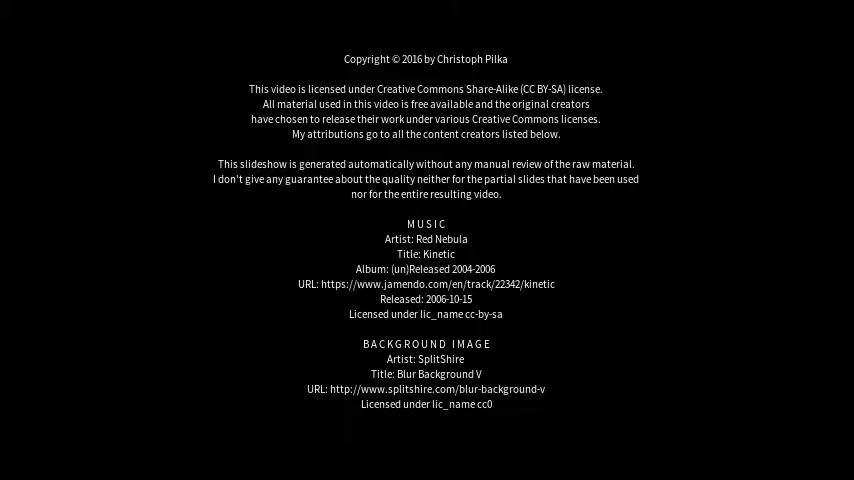 Copyright © 2016 by Christoph Pilka
This video is licensed under Creative Commons Share-Alike (CC BY-SA) license.
All material used in this video is free available and the original creators
have chosen to release their work under various Creative Commons licenses.
My attributions go to all the content creators listed below.
This slideshow is generated automatically without any manual review of the raw material.
I don't give any guarantee about the quality neither for the partial slides that have been used
nor for the entire resulting video.
MUSIC
Artist: Red Nebula
Title: Kinetic
Album: (un)Released 2004-2006
URL: https://www.jamendo.com/en/track/22342/kinetic
Released: 2006-10-15
Licensed under lic_name cc-by-sa
BACKGROUND IMAGE
Artist: SplitShire
Title: Blur Background V
URL: http://www.splitshire.com/blur-background-v
Licensed under lic_name cc0